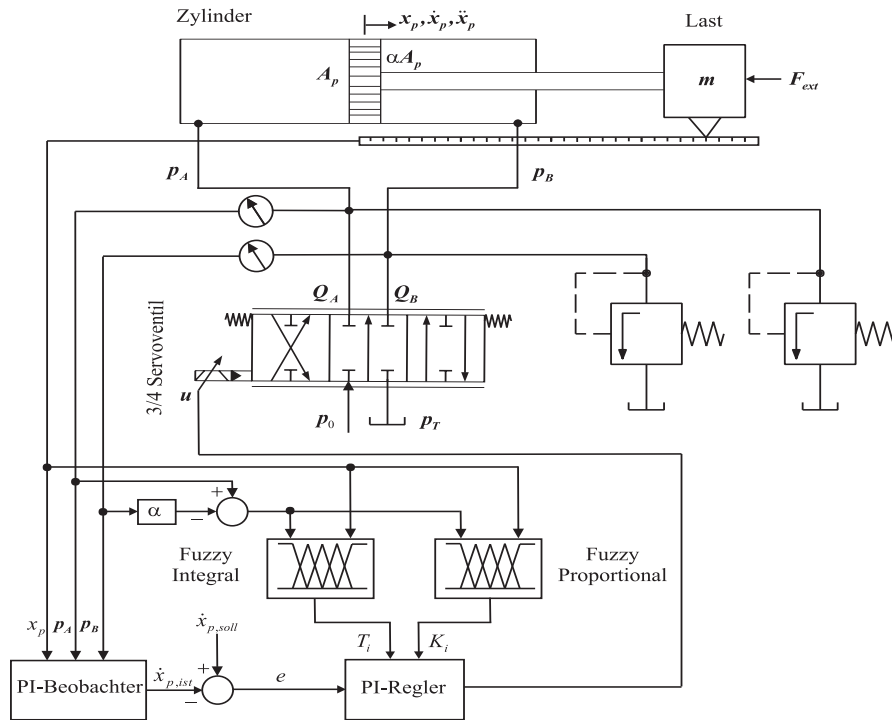 Zylinder
x_p, ẋ_p, ẍ_p
Last
A_p
αA_p
m
F_ext
p_A
p_B
Q_A
Q_B
3/4 Servoventil
u
p_0
p_T
+
α
−
Fuzzy
Integral
Fuzzy
Proportional
x_p
p_A
p_B
ẋ_p,soll
T_i
K_i
PI-Beobachter
ẋ_p,ist
+
−
e
PI-Regler